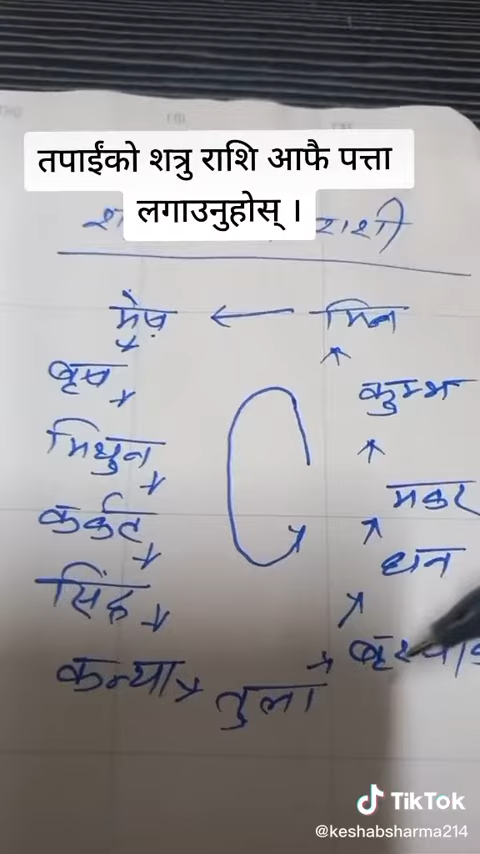 तपाईंको शत्रु राशि आफै पत्ता
लगाउनुहोस् ।
राशी
मेष ← मिन
बृष
कुम्भ
मिथुन
मकर
कर्कट
धन
सिंह
कन्या तुला
TikTok
@keshabsharma214